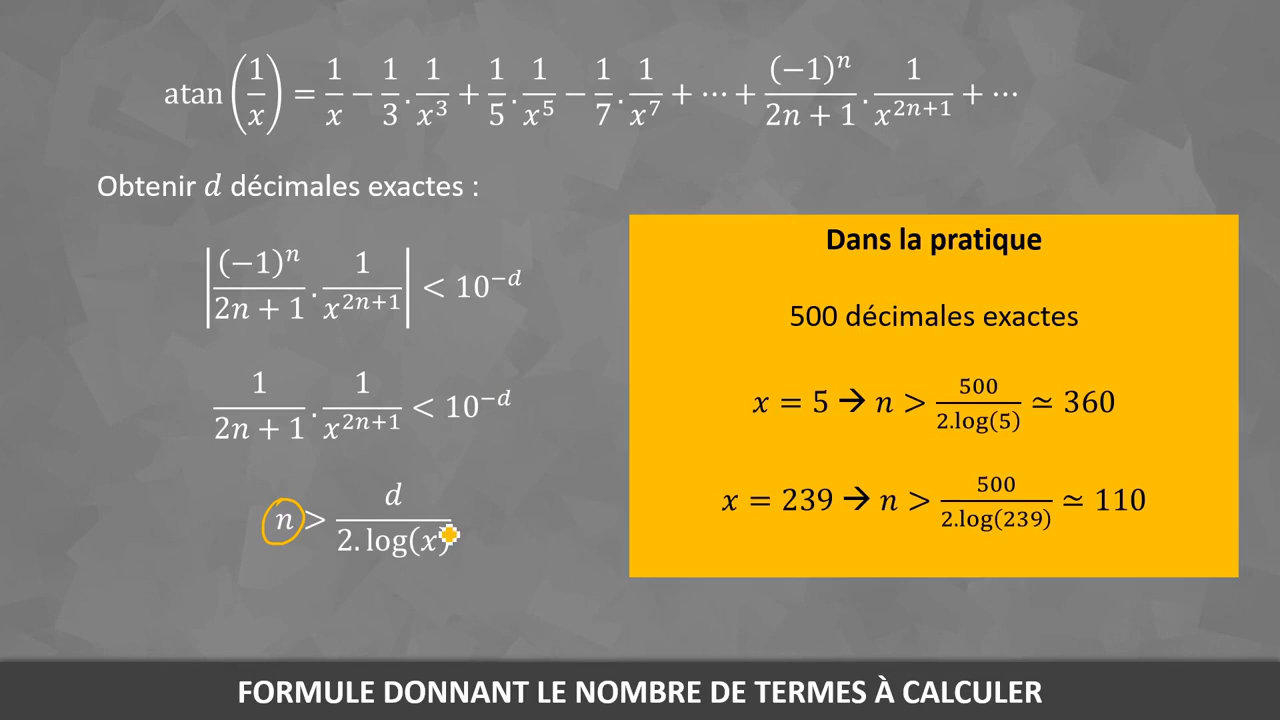 atan(1/x) = 1/x − 1/3 . 1/x³ + 1/5 . 1/x⁵ − 1/7 . 1/x⁷ + ⋯ + (−1)ⁿ/(2n + 1) . 1/x²ⁿ⁺¹ + ⋯
Obtenir d décimales exactes :
|(−1)ⁿ/(2n + 1) . 1/x²ⁿ⁺¹| < 10⁻ᵈ
1/(2n + 1) . 1/x²ⁿ⁺¹ < 10⁻ᵈ
n > d/(2. log(x))
Dans la pratique
500 décimales exactes
x = 5 → n > 500/(2.log(5)) ≃ 360
x = 239 → n > 500/(2.log(239)) ≃ 110
FORMULE DONNANT LE NOMBRE DE TERMES À CALCULER